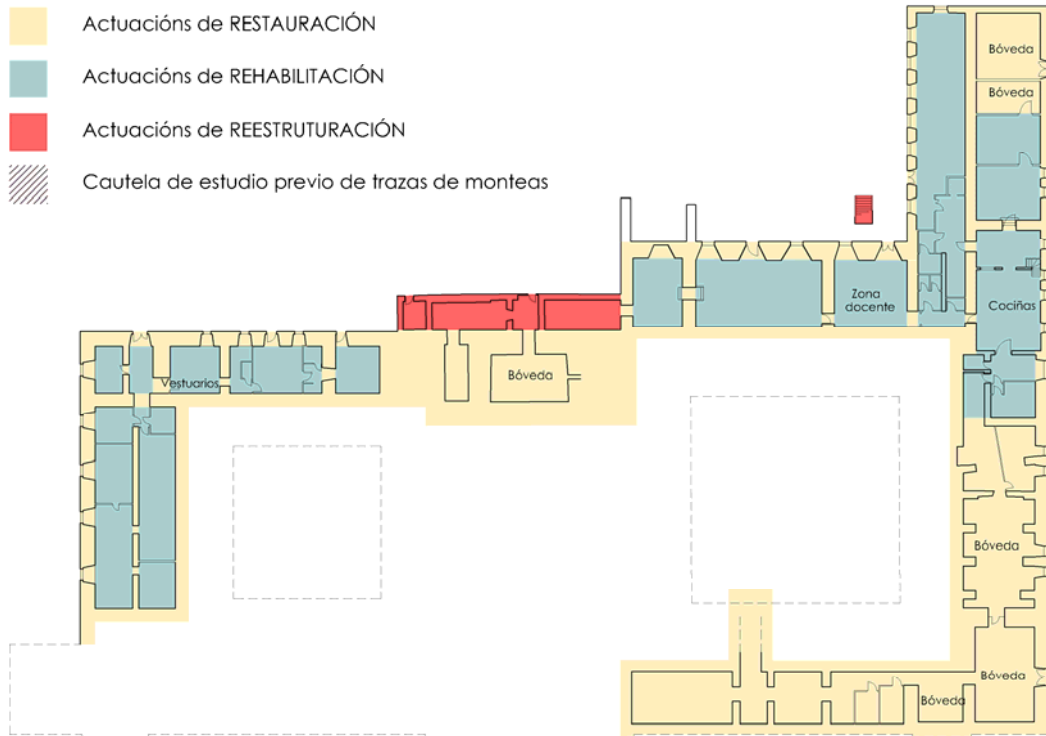 Actuacións de RESTAURACIÓN
Actuacións de REHABILITACIÓN
Actuacións de REESTRUTURACIÓN
Cautela de estudio previo de trazas de monteas
Bóveda
Bóveda
Zona
docente
Cociñas
Bóveda
Vestuarios
Bóveda
Bóveda
Bóveda